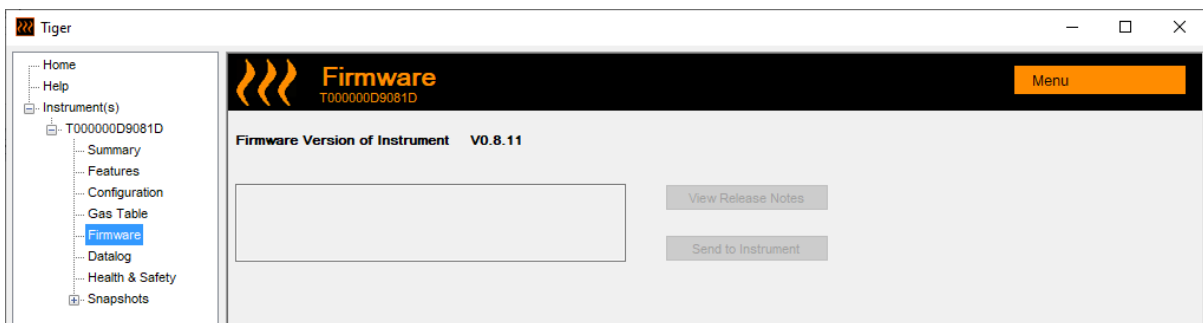 Tiger
Home
Help
Instrument(s)
T000000D9081D
Summary
Features
Configuration
Gas Table
Firmware
Datalog
Health & Safety
Snapshots
Firmware
T000000D9081D
Menu
Firmware Version of Instrument V0.8.11
View Release Notes
Send to Instrument